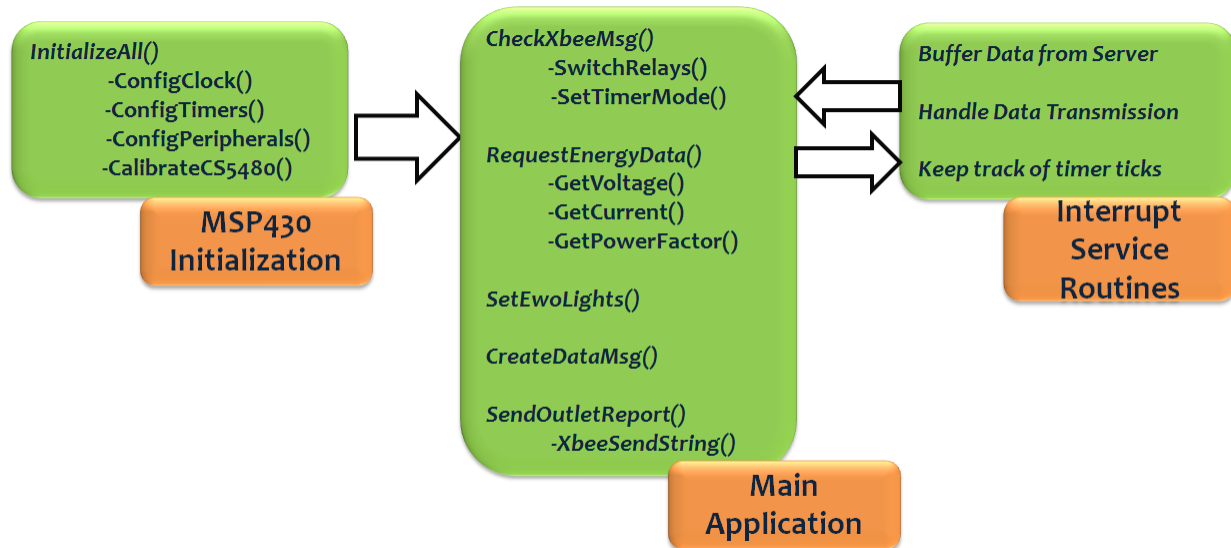 InitializeAll()
-ConfigClock()
-ConfigTimers()
-ConfigPeripherals()
-CalibrateCS5480()
MSP430
Initialization
CheckXbeeMsg()
-SwitchRelays()
-SetTimerMode()
RequestEnergyData()
-GetVoltage()
-GetCurrent()
-GetPowerFactor()
SetEwoLights()
CreateDataMsg()
SendOutletReport()
-XbeeSendString()
Main
Application
Buffer Data from Server
Handle Data Transmission
Keep track of timer ticks
Interrupt
Service
Routines